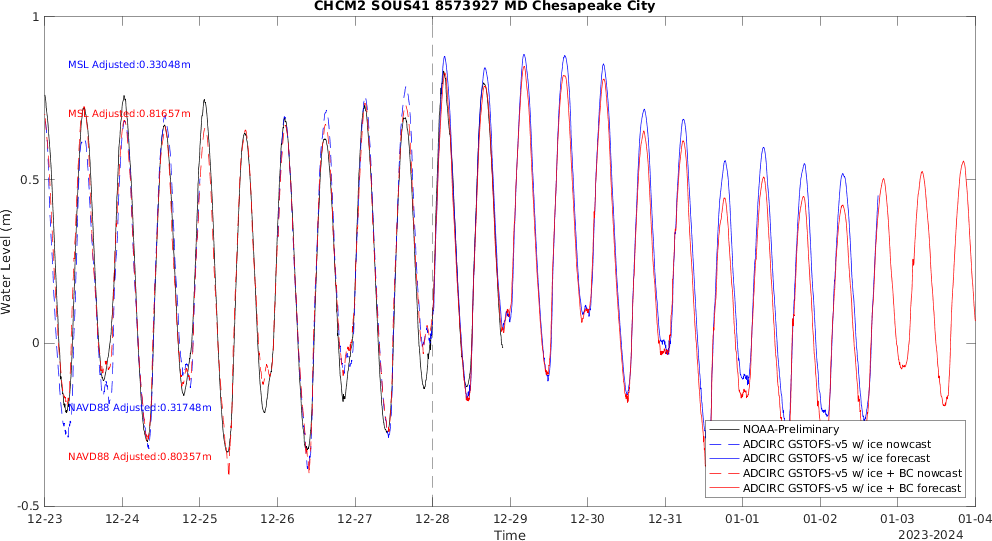 CHCM2 SOUS41 8573927 MD Chesapeake City
1
0.5
0
-0.5
Water Level (m)
MSL Adjusted:0.33048m
MSL Adjusted:0.81657m
NAVD88 Adjusted:0.31748m
NAVD88 Adjusted:0.80357m
NOAA-Preliminary
ADCIRC GSTOFS-v5 w/ ice nowcast
ADCIRC GSTOFS-v5 w/ ice forecast
ADCIRC GSTOFS-v5 w/ ice + BC nowcast
ADCIRC GSTOFS-v5 w/ ice + BC forecast
12-23 12-24 12-25 12-26 12-27 12-28 12-29 12-30 12-31 01-01 01-02 01-03 01-04
Time
2023-2024